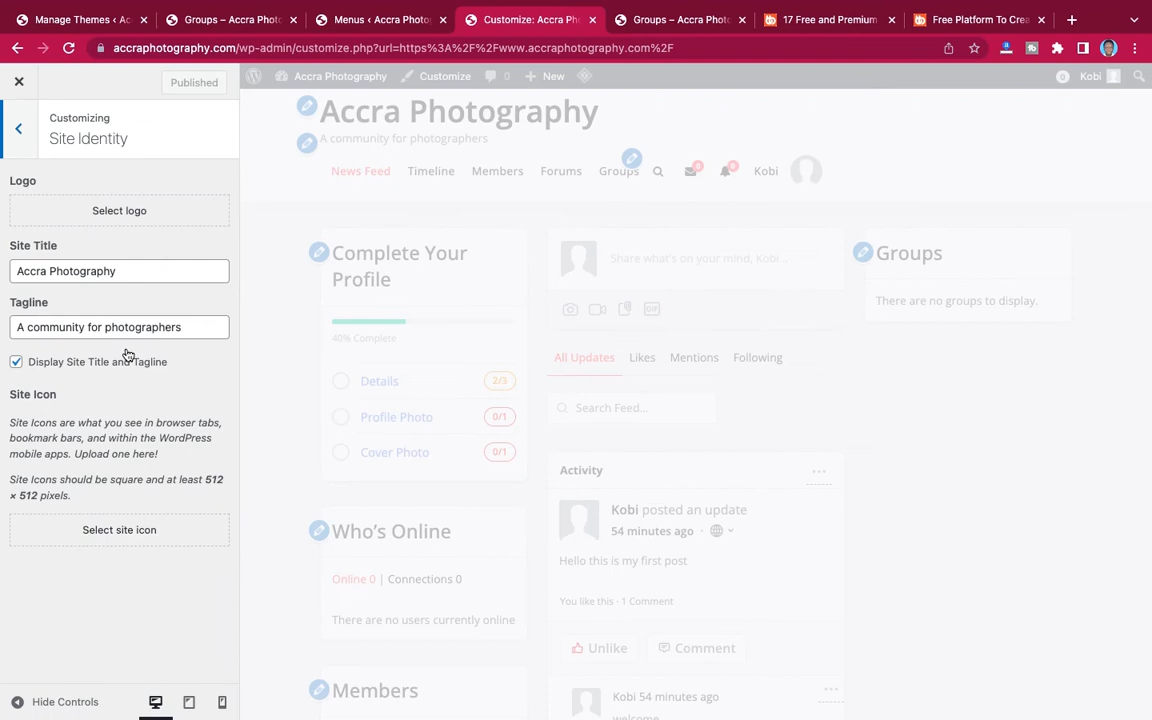 Manage Themes ‹ Ac
Groups – Accra Photo
Menus ‹ Accra Photo
Customize: Accra Ph
Groups – Accra Photo
17 Free and Premium
Free Platform To Crea
accraphotography.com/wp-admin/customize.php?url=https%3A%2F%2Fwww.accraphotography.com%2F
Published
Accra Photography
Customize
0
New
0
Kobi
Customizing
Site Identity
Logo
Select logo
Site Title
Accra Photography
Tagline
A community for photographers
Display Site Title and Tagline
Site Icon
Site Icons are what you see in browser tabs,
bookmark bars, and within the WordPress
mobile apps. Upload one here!
Site Icons should be square and at least 512
× 512 pixels.
Select site icon
Hide Controls
Accra Photography
A community for photographers
News Feed
Timeline
Members
Forums
Groups
0
0
Kobi
Complete Your
Profile
40% Complete
Details
2/3
Profile Photo
0/1
Cover Photo
0/1
Who's Online
Online 0 | Connections 0
There are no users currently online
Members
Share what's on your mind, Kobi...
GIF
All Updates
Likes
Mentions
Following
Search Feed...
Activity
Kobi posted an update
54 minutes ago ·
Hello this is my first post
You like this · 1 Comment
Unlike
Comment
Kobi 54 minutes ago
welcome
Groups
There are no groups to display.